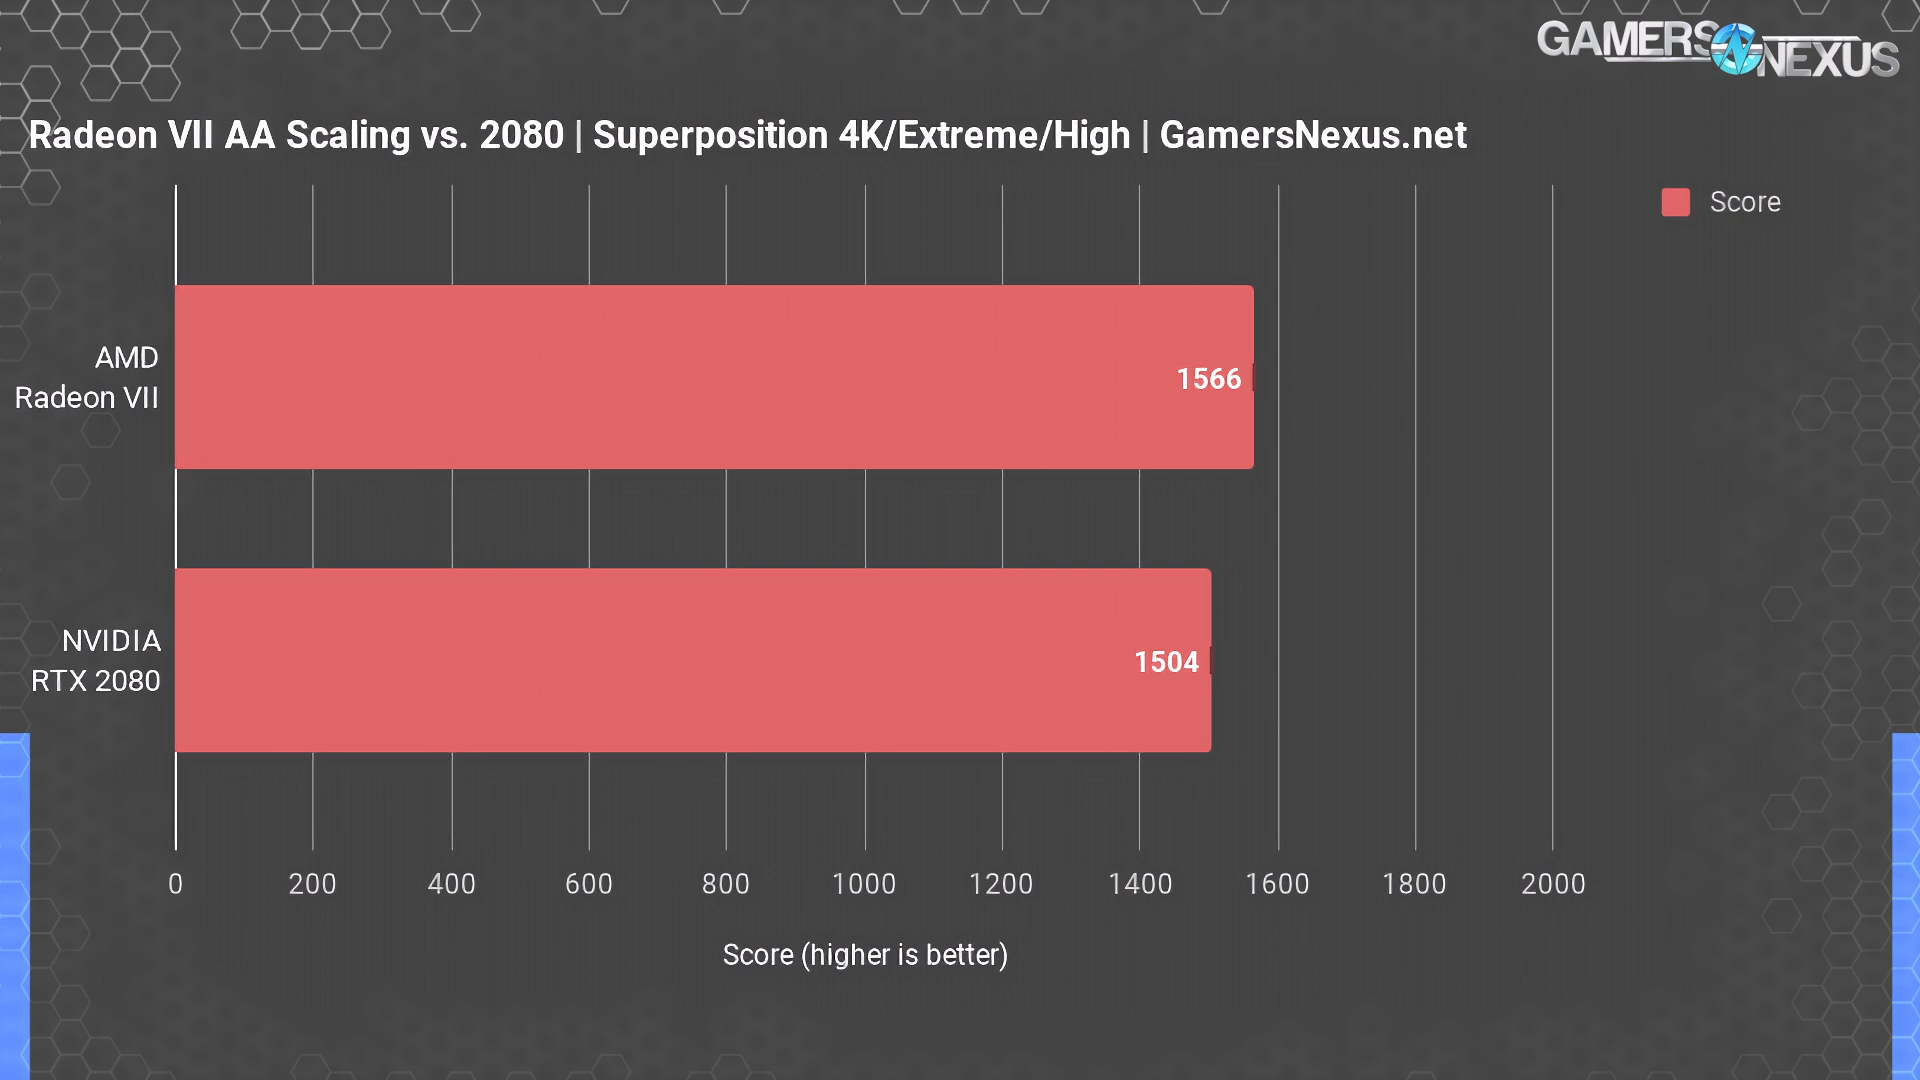 GAMERS NEXUS
Radeon VII AA Scaling vs. 2080 | Superposition 4K/Extreme/High | GamersNexus.net
Score
AMD
Radeon VII
1566
NVIDIA
RTX 2080
1504
0 200 400 600 800 1000 1200 1400 1600 1800 2000
Score (higher is better)